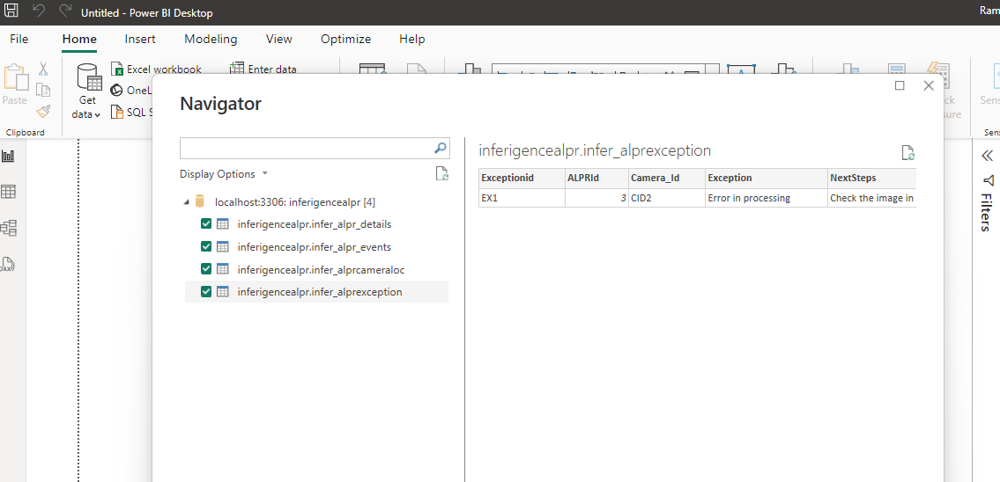 Untitled - Power BI Desktop
Ram
File Home Insert Modeling View Optimize Help
Paste
Clipboard
Get
data
Excel workbook
OneL
SQL S
Enter data
ck
sure
Sens
Sens
Navigator
Display Options
localhost:3306: inferigencealpr [4]
inferigencealpr.infer_alpr_details
inferigencealpr.infer_alpr_events
inferigencealpr.infer_alprcameraloc
inferigencealpr.infer_alprexception
inferigencealpr.infer_alprexception
Exceptionid ALPRId Camera_Id Exception NextSteps
EX1 3 CID2 Error in processing Check the image in
Filters
DAX